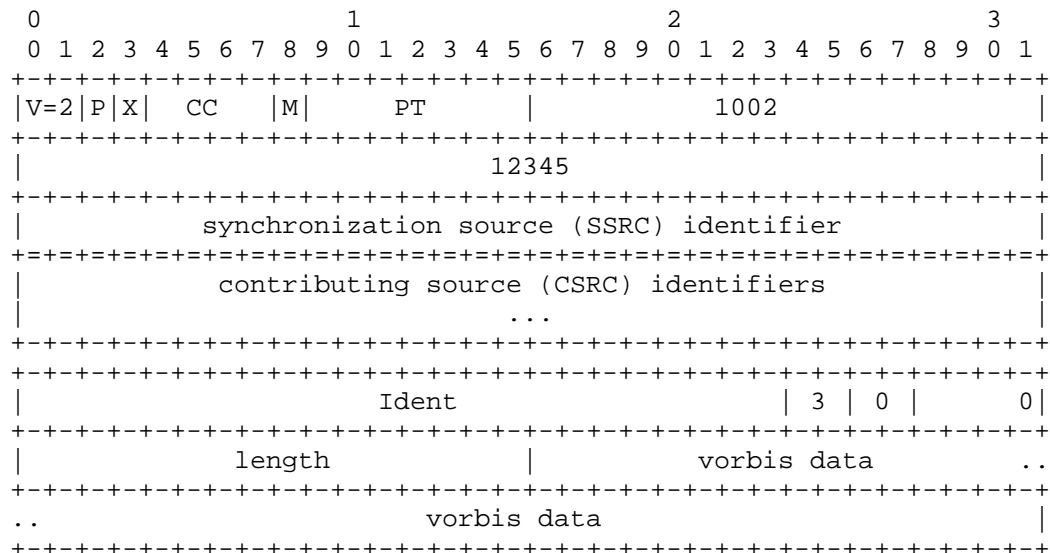 0                   1                   2                   3
 0 1 2 3 4 5 6 7 8 9 0 1 2 3 4 5 6 7 8 9 0 1 2 3 4 5 6 7 8 9 0 1
+-+-+-+-+-+-+-+-+-+-+-+-+-+-+-+-+-+-+-+-+-+-+-+-+-+-+-+-+-+-+-+-+
|V=2|P|X|  CC   |M|     PT      |           1002                |
+-+-+-+-+-+-+-+-+-+-+-+-+-+-+-+-+-+-+-+-+-+-+-+-+-+-+-+-+-+-+-+-+
|                             12345                             |
+-+-+-+-+-+-+-+-+-+-+-+-+-+-+-+-+-+-+-+-+-+-+-+-+-+-+-+-+-+-+-+-+
|           synchronization source (SSRC) identifier            |
+=+=+=+=+=+=+=+=+=+=+=+=+=+=+=+=+=+=+=+=+=+=+=+=+=+=+=+=+=+=+=+=+
|            contributing source (CSRC) identifiers             |
|                              ...                              |
+-+-+-+-+-+-+-+-+-+-+-+-+-+-+-+-+-+-+-+-+-+-+-+-+-+-+-+-+-+-+-+-+
+-+-+-+-+-+-+-+-+-+-+-+-+-+-+-+-+-+-+-+-+-+-+-+-+-+-+-+-+-+-+-+-+
|                      Ident                    | 3 | 0 |      0|
+-+-+-+-+-+-+-+-+-+-+-+-+-+-+-+-+-+-+-+-+-+-+-+-+-+-+-+-+-+-+-+-+
|             length            |          vorbis data         ..
+-+-+-+-+-+-+-+-+-+-+-+-+-+-+-+-+-+-+-+-+-+-+-+-+-+-+-+-+-+-+-+-+
..                        vorbis data                           |
+-+-+-+-+-+-+-+-+-+-+-+-+-+-+-+-+-+-+-+-+-+-+-+-+-+-+-+-+-+-+-+-+